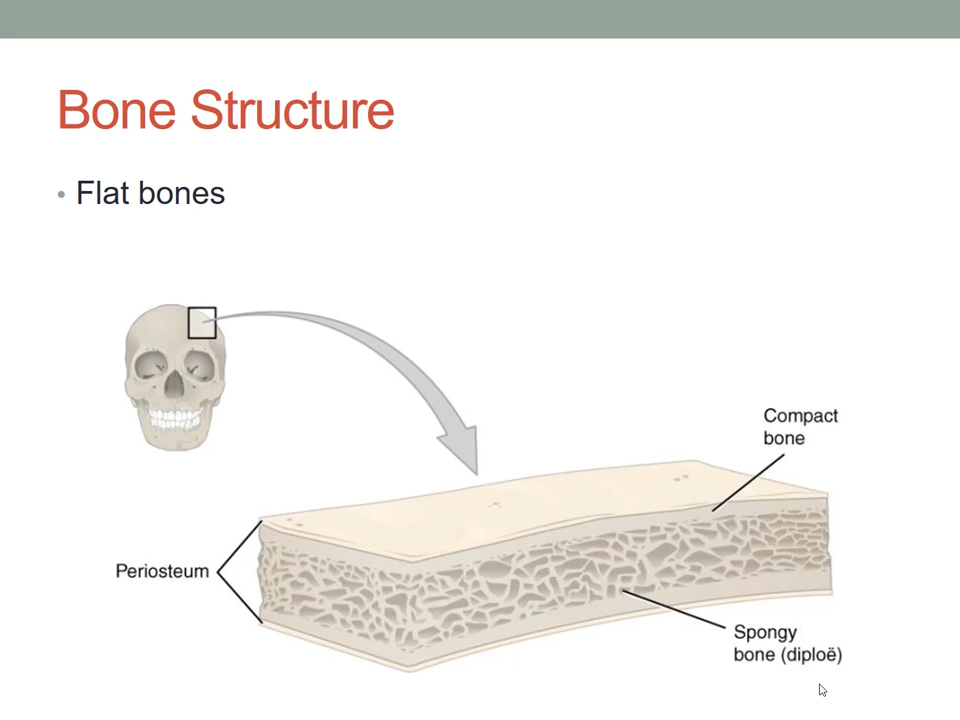 Bone Structure
• Flat bones
Compact
bone
Periosteum
Spongy
bone (diploë)